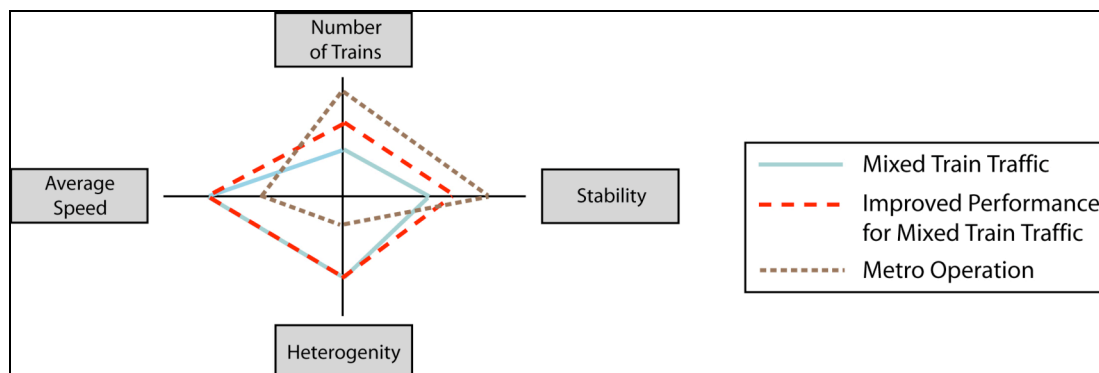 Number
of Trains
Average
Speed
Stability
Heterogenity
Mixed Train Traffic
Improved Performance
for Mixed Train Traffic
Metro Operation